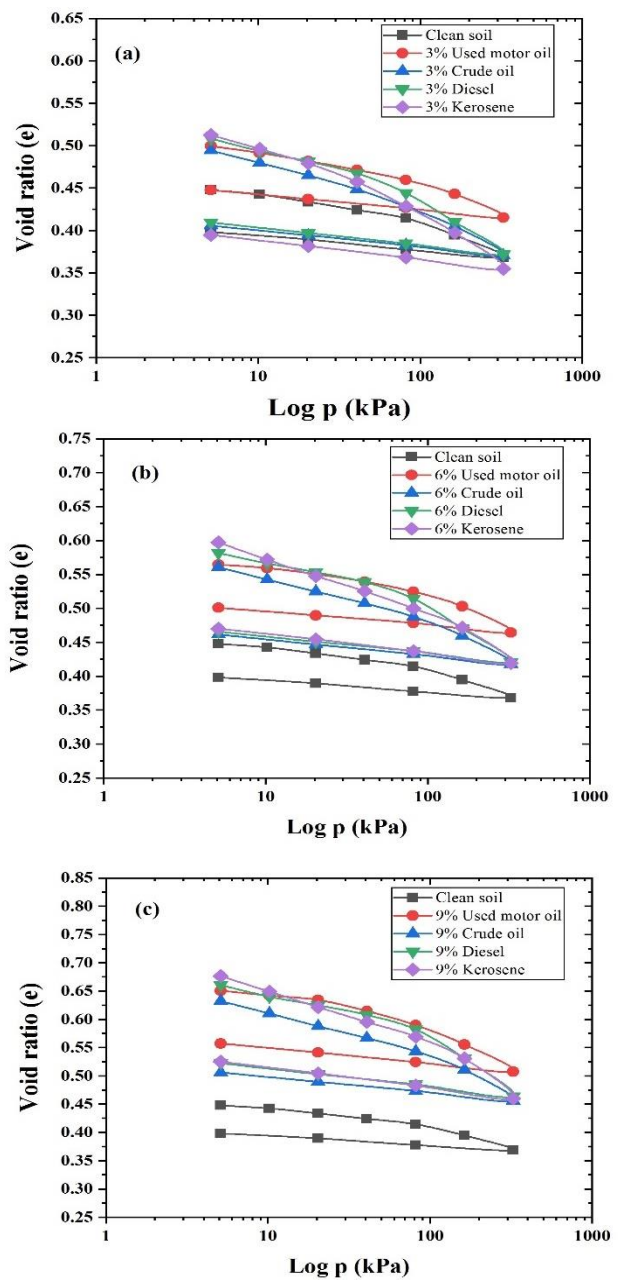 0.65
(a)
Clean soil
3% Used motor oil
3% Crude oil
3% Diesel
3% Kerosene
0.60
0.55
0.50
0.45
0.40
0.35
0.30
0.25
Void ratio (e)
1
10
100
1000
Log p (kPa)
0.75
(b)
Clean soil
6% Used motor oil
6% Crude oil
6% Diesel
6% Kerosene
0.70
0.65
0.60
0.55
0.50
0.45
0.40
0.35
0.30
0.25
Void ratio (e)
1
10
100
1000
Log p (kPa)
0.85
(c)
Clean soil
9% Used motor oil
9% Crude oil
9% Diesel
9% Kerosene
0.80
0.75
0.70
0.65
0.60
0.55
0.50
0.45
0.40
0.35
0.30
0.25
Void ratio (e)
1
10
100
1000
Log p (kPa)